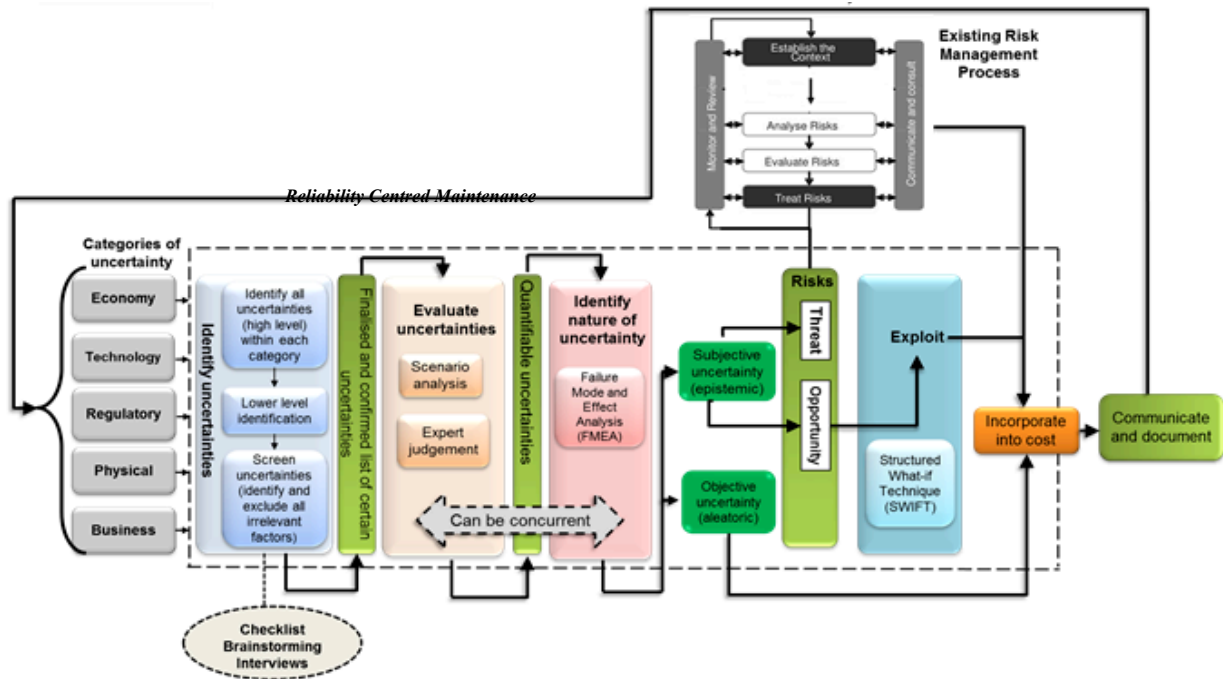 Existing Risk
Management
Process
Establish the
Context
Monitor and Review
Communicate and consult
Analyse Risks
Evaluate Risks
Treat Risks
Reliability Centred Maintenance
Categories of
uncertainty
Economy
Technology
Regulatory
Physical
Business
Identify uncertainties
Identify all
uncertainties
(high level)
within each
category
Lower level
identification
Screen
uncertainties
(identify and
exclude all
irrelevant
factors)
Checklist
Brainstorming
Interviews
Finalised and confirmed list of certain
uncertainties
Evaluate
uncertainties
Scenario
analysis
Expert
judgement
Can be concurrent
Quantifiable uncertainties
Identify
nature of
uncertainty
Failure
Mode and
Effect
Analysis
(FMEA)
Subjective
uncertainty
(epistemic)
Objective
uncertainty
(aleatoric)
Risks
Threat
Opportunity
Exploit
Structured
What-if
Technique
(SWIFT)
Incorporate
into cost
Communicate
and document